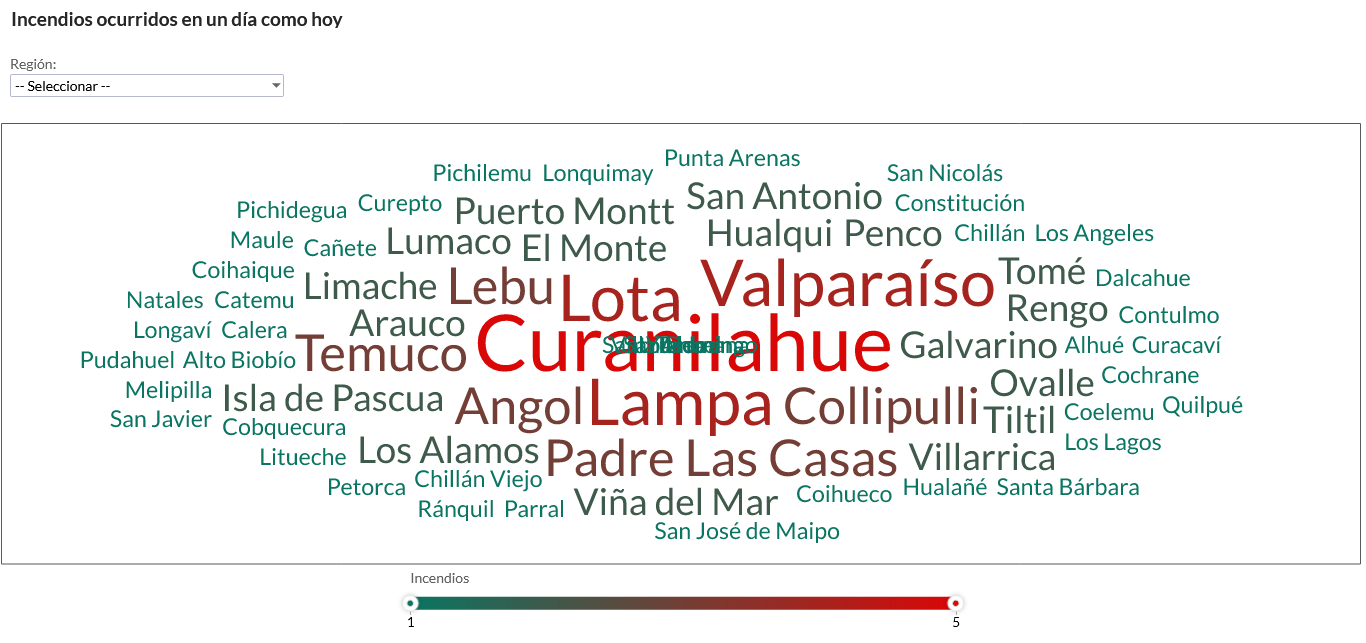 Incendios ocurridos en un día como hoy
Región:
-- Seleccionar --
Punta Arenas
Pichilemu Lonquimay San Nicolás
San Antonio
Pichidegua Curepto Puerto Montt Constitución
Maule Cañete Lumaco El Monte Hualqui Penco Chillán Los Angeles
Coihaique Limache Lebu Lota Valparaíso Tomé Dalcahue
Natales Catemu Rengo Contulmo
Longaví Calera Arauco
Pudahuel Alto Biobío Temuco Curanilahue Galvarino Alhué Curacaví
Melipilla Isla de Pascua Angol Lampa Collipulli Ovalle Cochrane
San Javier Cobquecura Tiltil Coelemu Quilpué
Litueche Los Alamos Padre Las Casas Villarrica Los Lagos
Petorca Chillán Viejo Coihueco Hualañé Santa Bárbara
Ránquil Parral Viña del Mar
San José de Maipo
Incendios
1 5